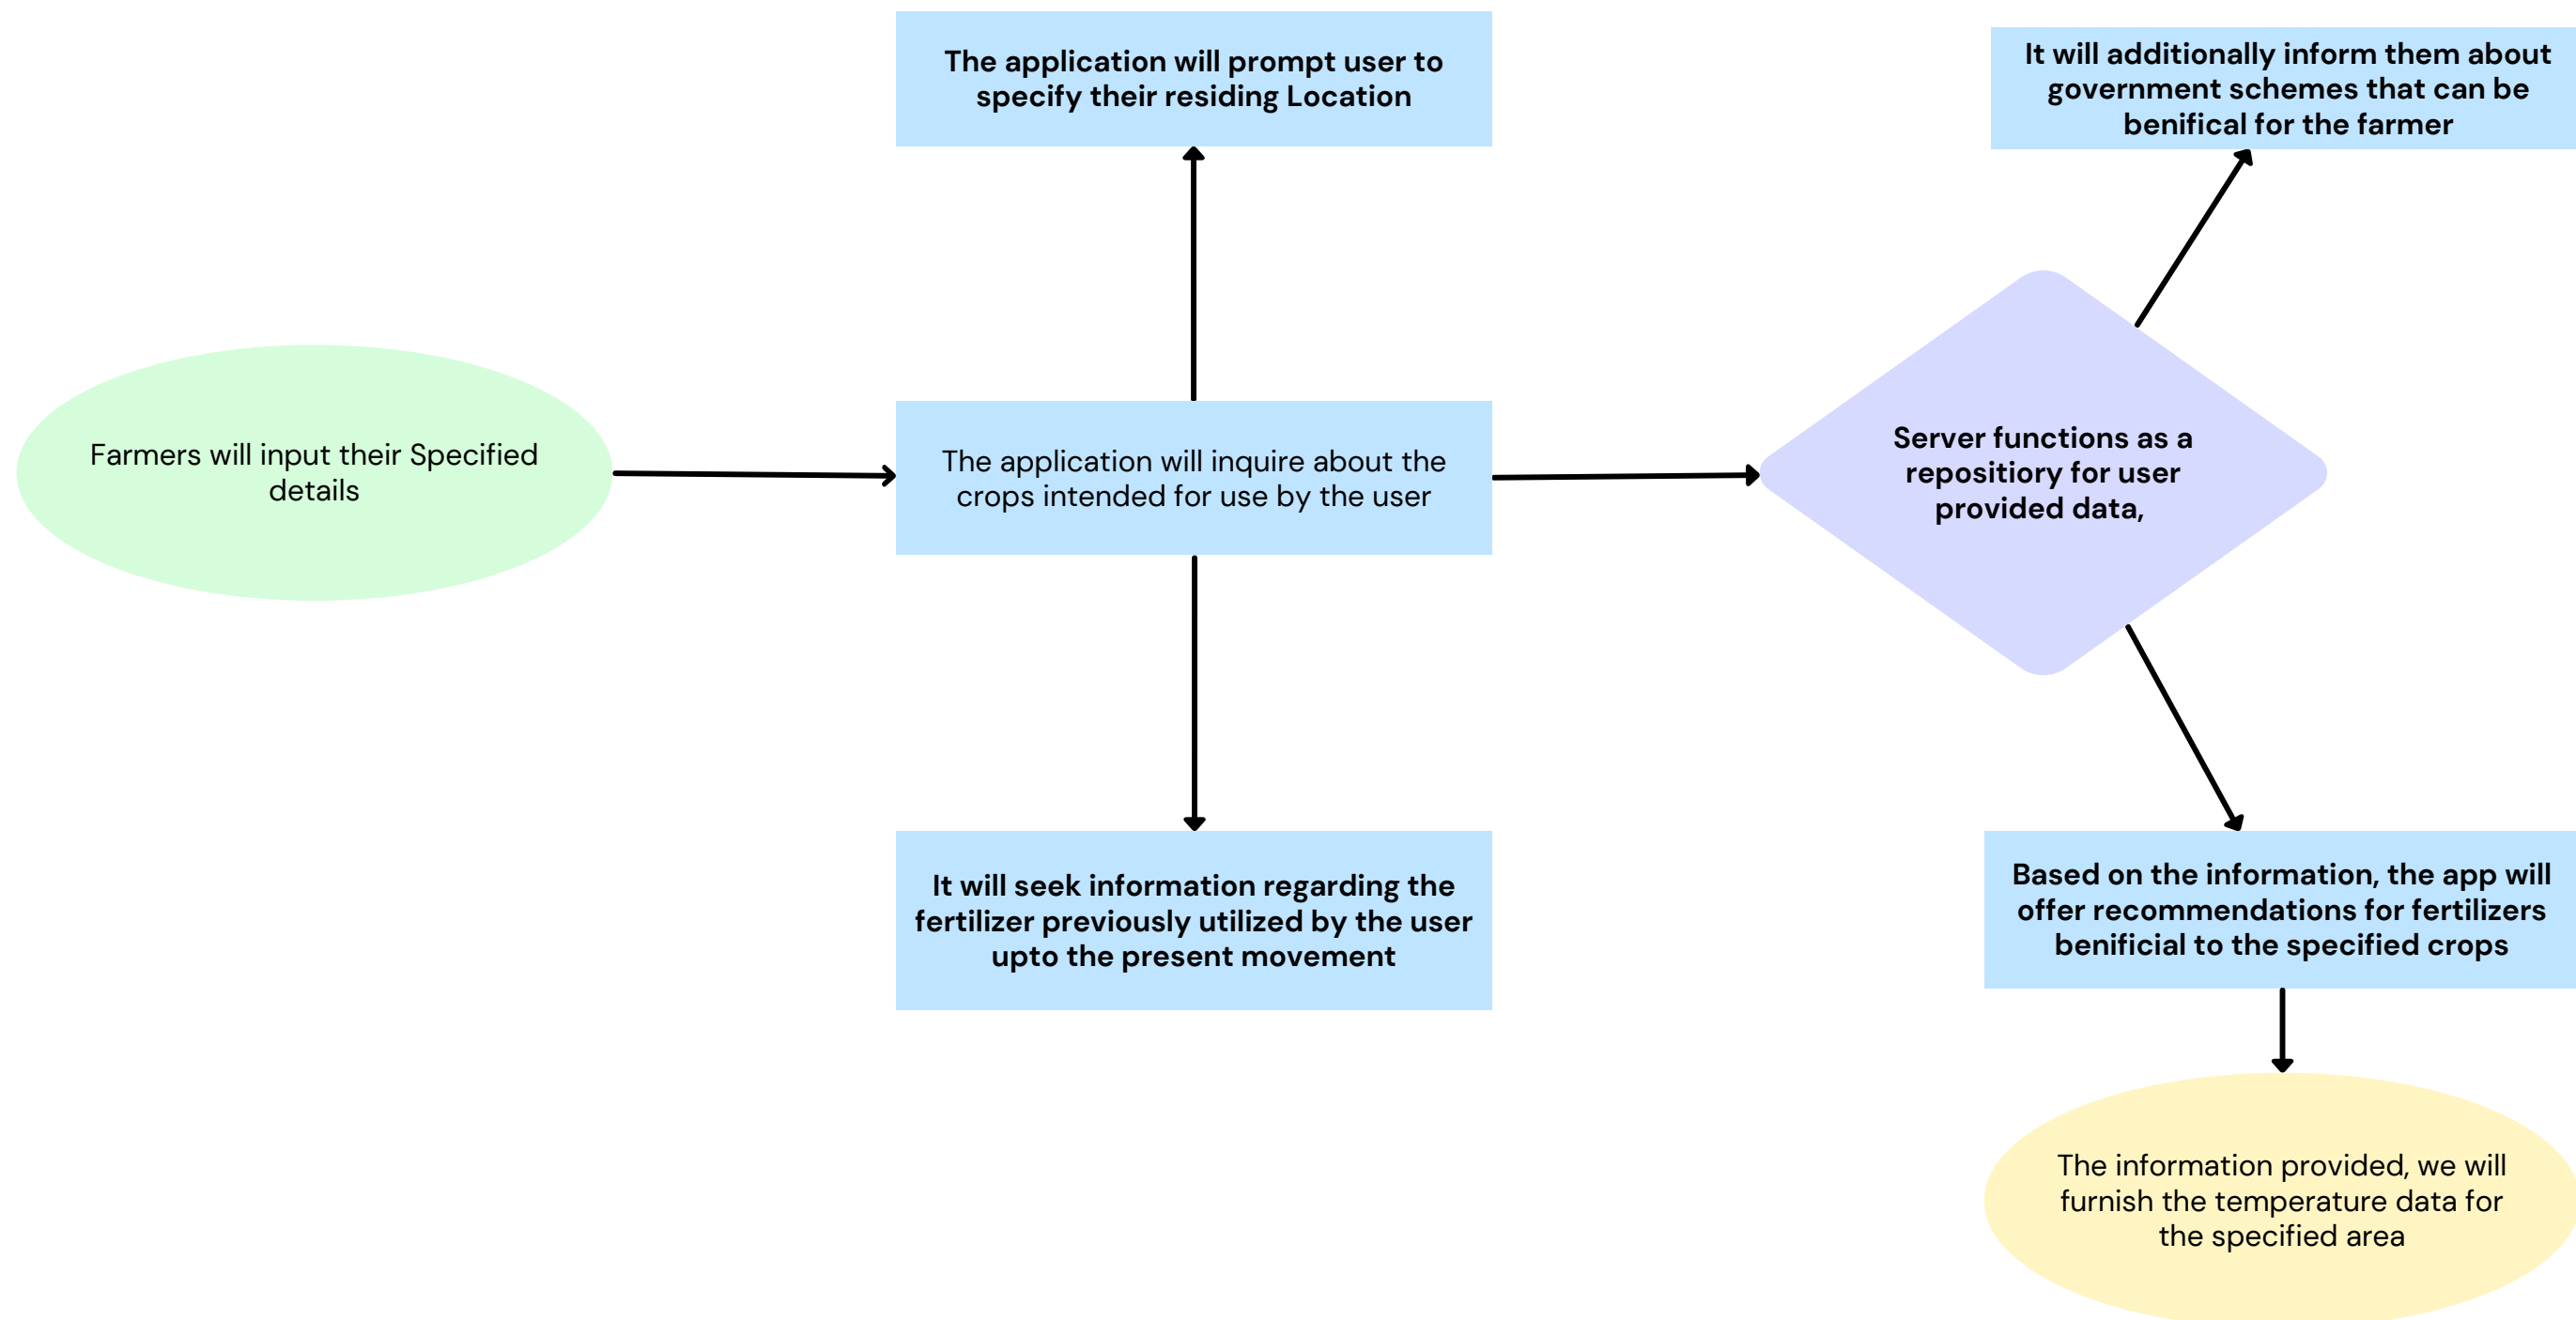 The application will prompt user to
specify their residing Location
It will additionally inform them about
government schemes that can be
benifical for the farmer
Farmers will input their Specified
details
The application will inquire about the
crops intended for use by the user
Server functions as a
repositiory for user
provided data,
It will seek information regarding the
fertilizer previously utilized by the user
upto the present movement
Based on the information, the app will
offer recommendations for fertilizers
benificial to the specified crops
The information provided, we will
furnish the temperature data for
the specified area